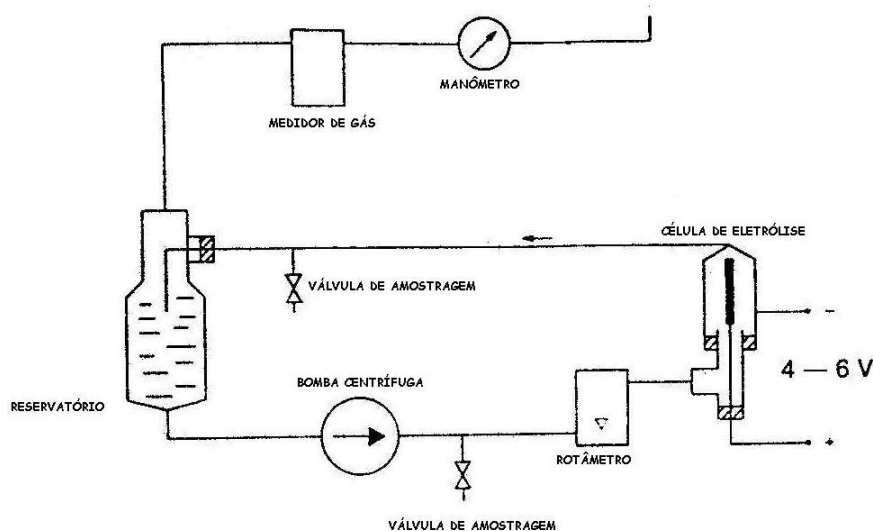 MANÔMETRO
MEDIDOR DE GÁS
CÉLULA DE ELETRÓLISE
VÁLVULA DE AMOSTRAGEM
−
4 — 6 V
BOMBA CENTRÍFUGA
RESERVATÓRIO
+
ROTÂMETRO
VÁLVULA DE AMOSTRAGEM